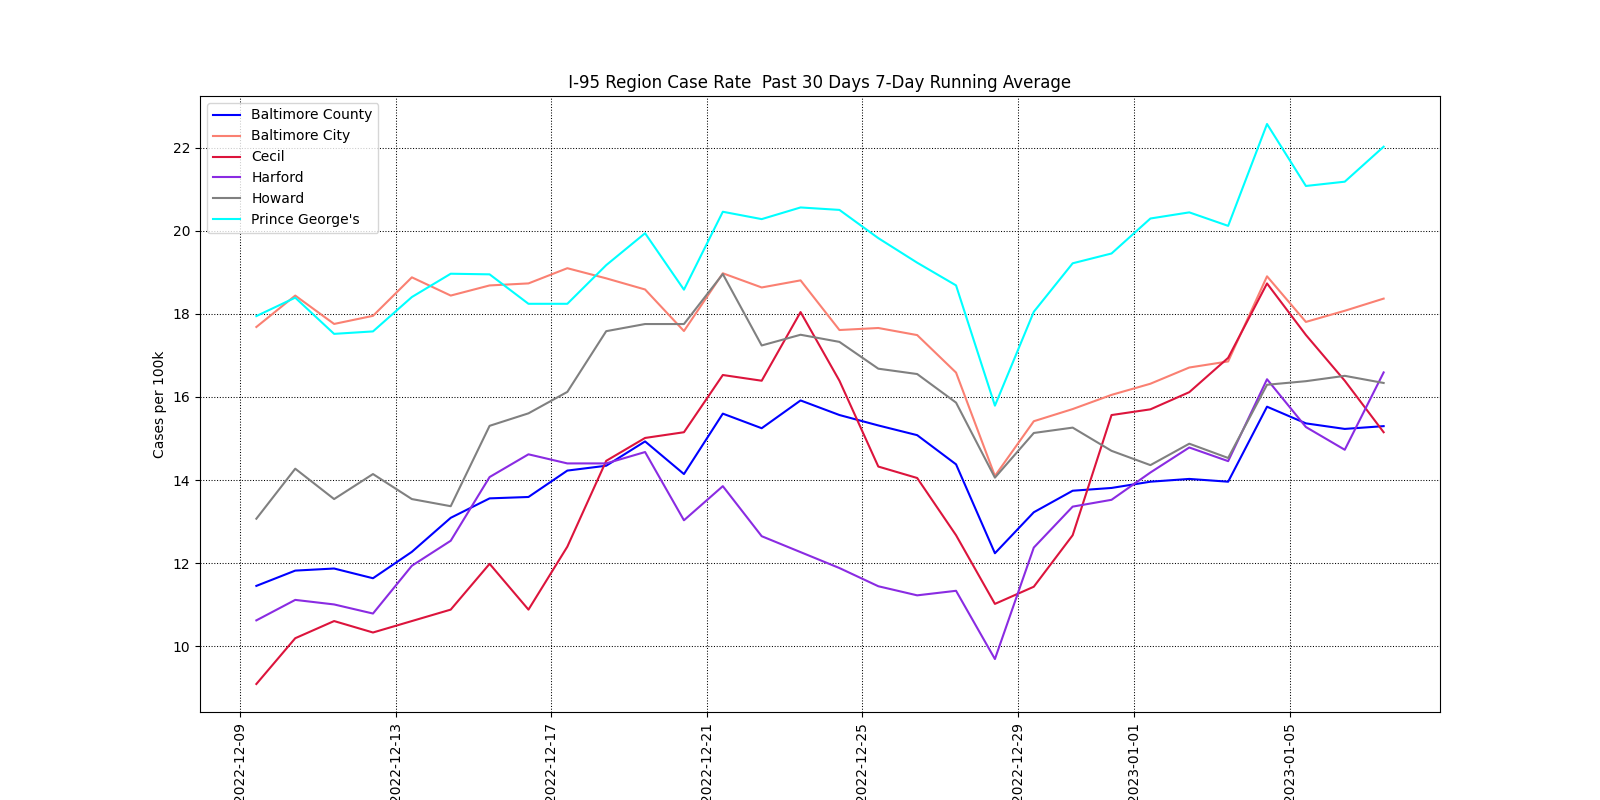 I-95 Region Case Rate  Past 30 Days 7-Day Running Average
Baltimore County
Baltimore City
Cecil
Harford
Howard
Prince George's
Cases per 100k
22
20
18
16
14
12
10
2022-12-09
2022-12-13
2022-12-17
2022-12-21
2022-12-25
2022-12-29
2023-01-01
2023-01-05